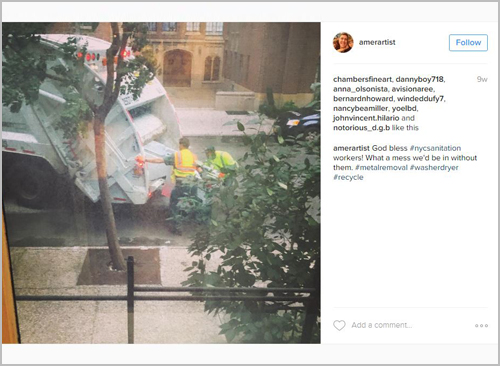 amerartist
Follow
chambersfineart, dannyboy718,
anna_olsonista, avisionaree,
bernardnhoward, windeddufy7,
nancybeamiller, yoelbd,
johnvincent.hilario and
notorious_d.g.b like this
9w
amerartist God bless #nycsanitation
workers! What a mess we'd be in without
them. #metalremoval #washerdryer
#recycle
Add a comment...